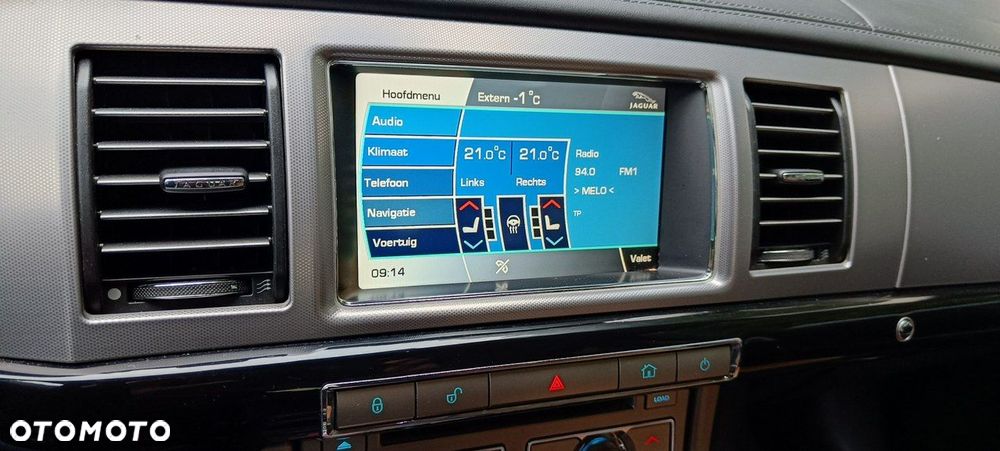 Hoofdmenu
Extern -1°C
JAGUAR
Audio
Klimaat
21.0°C
21.0°C
Radio
94.0
FM1
Telefoon
Links
Rechts
> MELO <
Navigatie
TP
Voertuig
09:14
Valet
JAGUAR
LOAD
OTOMOTO